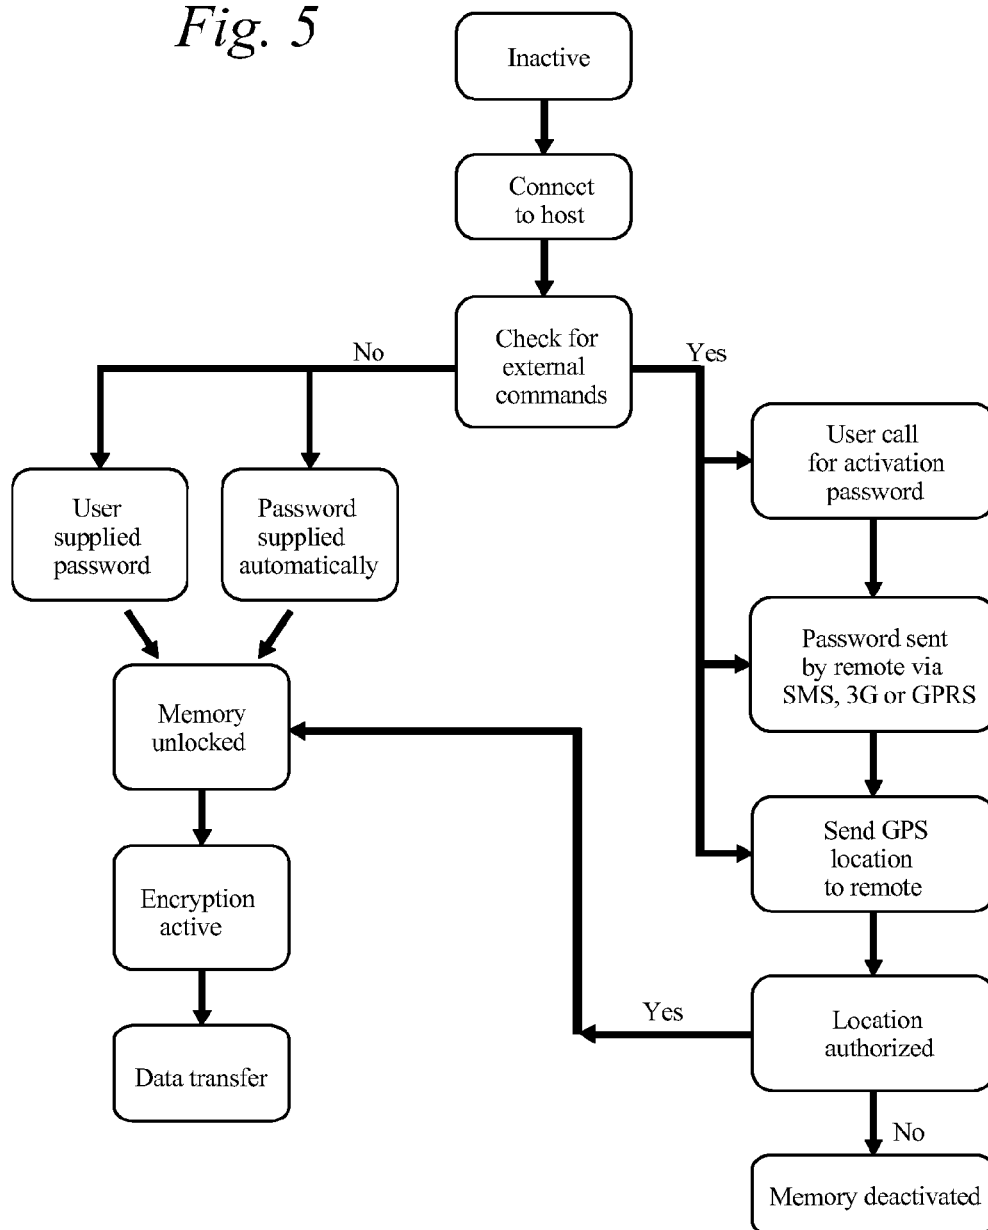 Fig. 5
Inactive
Connect
to host
Check for
external
commands
No
Yes
User
supplied
password
Password
supplied
automatically
User call
for activation
password
Password sent
by remote via
SMS, 3G or GPRS
Memory
unlocked
Send GPS
location
to remote
Encryption
active
Yes
Location
authorized
Data transfer
No
Memory deactivated